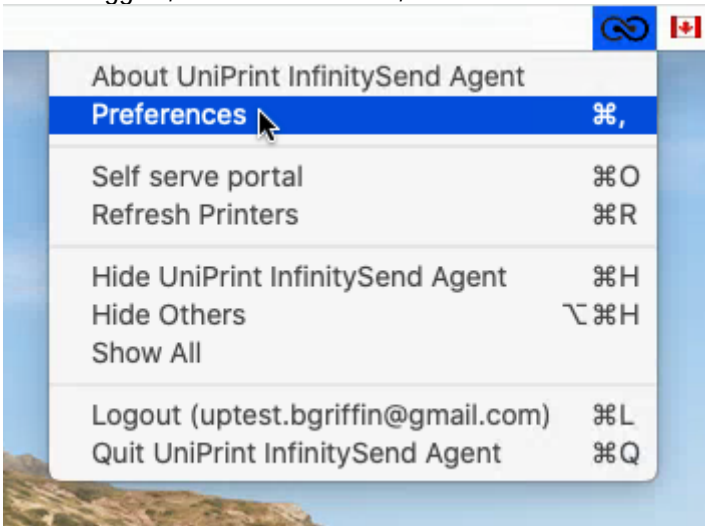 About UniPrint InfinitySend Agent
Preferences ⌘,
Self serve portal ⌘O
Refresh Printers ⌘R
Hide UniPrint InfinitySend Agent ⌘H
Hide Others ⌥⌘H
Show All
Logout (uptest.bgriffin@gmail.com) ⌘L
Quit UniPrint InfinitySend Agent ⌘Q